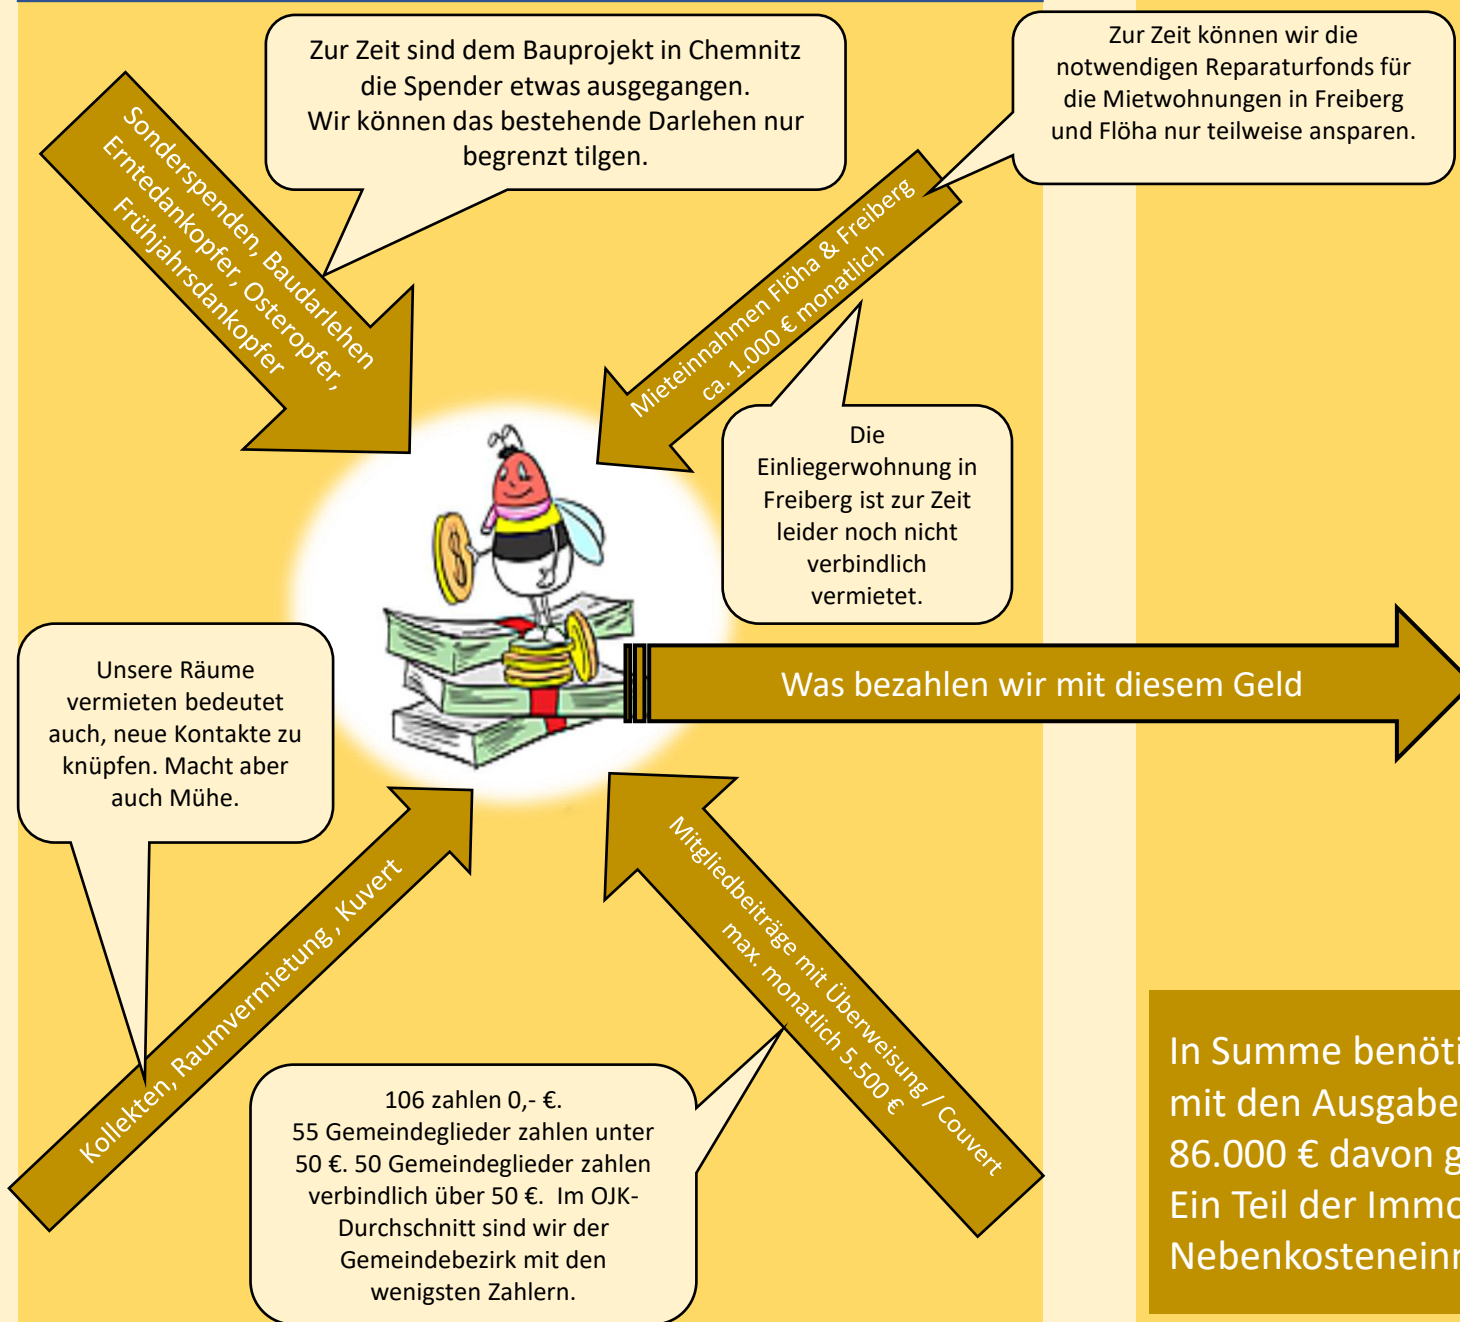 Zur Zeit sind dem Bauprojekt in Chemnitz
die Spender etwas ausgegangen.
Wir können das bestehende Darlehen nur
begrenzt tilgen.
Zur Zeit können wir die
notwendigen Reparaturfonds für
die Mietwohnungen in Freiberg
und Flöha nur teilweise ansparen.
Sonderspenden, Baudarlehen
Erntedankopfer, Osteropfer,
Frühjahrsdankopfer
Mieteinnahmen Flöha & Freiberg
ca. 1.000 € monatlich
Die
Einliegerwohnung in
Freiberg ist zur Zeit
leider noch nicht
verbindlich
vermietet.
Unsere Räume
vermieten bedeutet
auch, neue Kontakte zu
knüpfen. Macht aber
auch Mühe.
Was bezahlen wir mit diesem Geld
Kollekten, Raumvermietung , Kuvert
Mitgliedbeiträge mit Überweisung / Couvert
max. monatlich 5.500 €
106 zahlen 0,- €.
55 Gemeindeglieder zahlen unter
50 €. 50 Gemeindeglieder zahlen
verbindlich über 50 €.  Im OJK-
Durchschnitt sind wir der
Gemeindebezirk mit den
wenigsten Zahlern.
In Summe benöti
mit den Ausgabe
86.000 € davon g
Ein Teil der Immo
Nebenkosteneinn